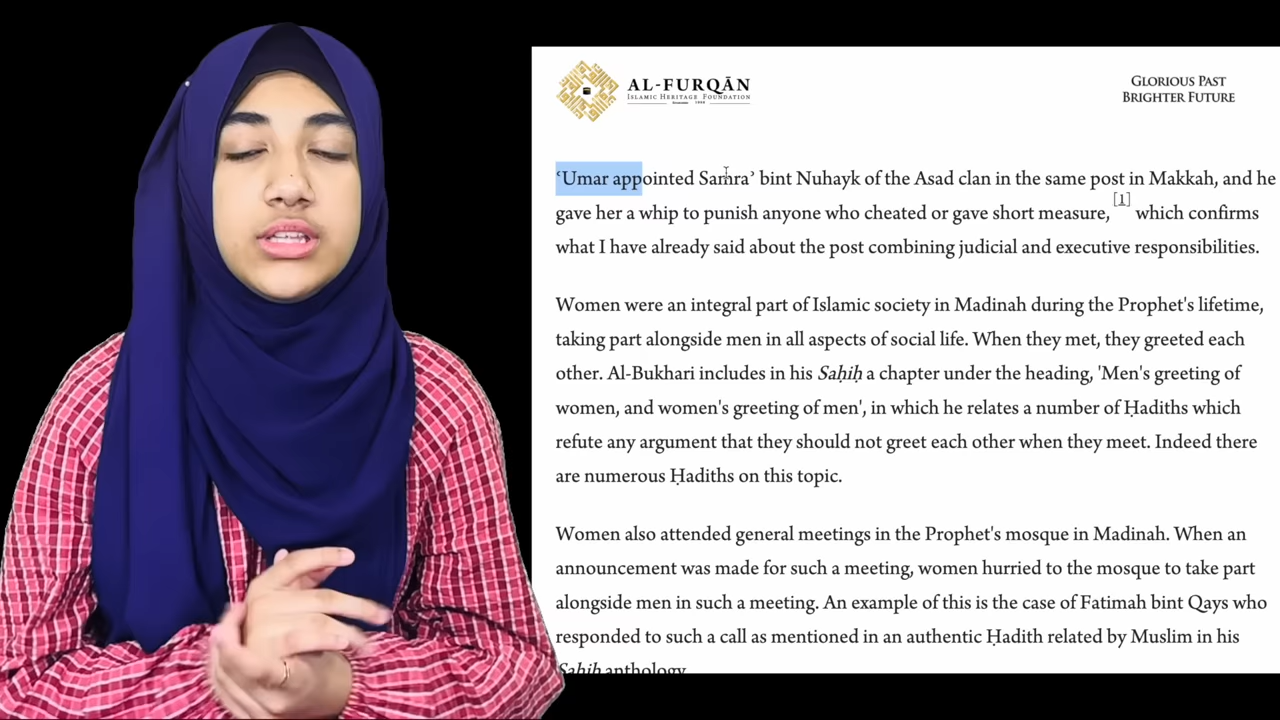 AL-FURQĀN
ISLAMIC HERITAGE FOUNDATION
GLORIOUS PAST
BRIGHTER FUTURE
ʿUmar appointed Samra’ bint Nuhayk of the Asad clan in the same post in Makkah, and he
gave her a whip to punish anyone who cheated or gave short measure, [1] which confirms
what I have already said about the post combining judicial and executive responsibilities.
Women were an integral part of Islamic society in Madinah during the Prophet's lifetime,
taking part alongside men in all aspects of social life. When they met, they greeted each
other. Al-Bukhari includes in his Saḥiḥ a chapter under the heading, 'Men's greeting of
women, and women's greeting of men', in which he relates a number of Ḥadiths which
refute any argument that they should not greet each other when they meet. Indeed there
are numerous Ḥadiths on this topic.
Women also attended general meetings in the Prophet's mosque in Madinah. When an
announcement was made for such a meeting, women hurried to the mosque to take part
alongside men in such a meeting. An example of this is the case of Fatimah bint Qays who
responded to such a call as mentioned in an authentic Ḥadith related by Muslim in his
Saḥiḥ anthology.